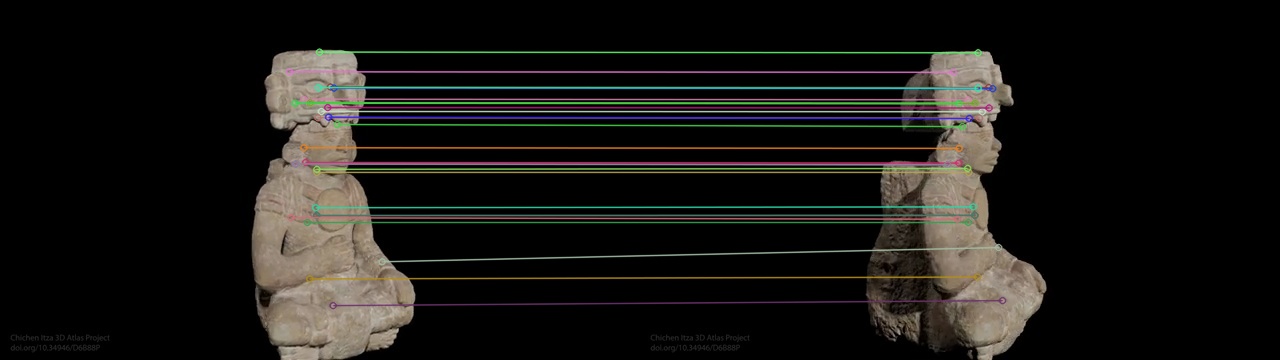 Chichen Itza 3D Atlas Project
doi.org/10.34946/D6B88P
Chichen Itza 3D Atlas Project
doi.org/10.34946/D6B88P